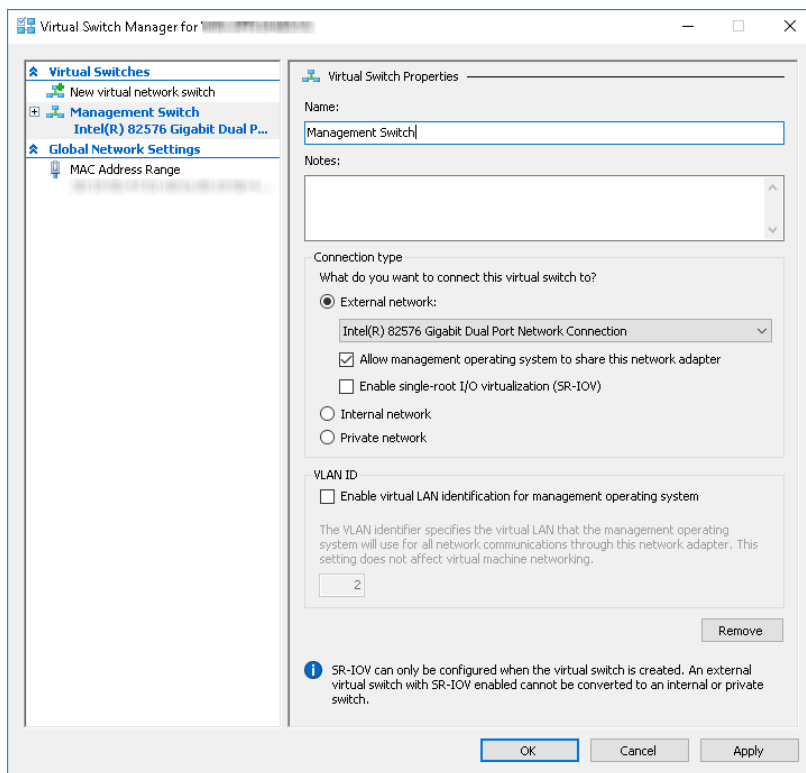 Virtual Switch Manager for
Virtual Switches
New virtual network switch
Management Switch
Intel(R) 82576 Gigabit Dual P...
Global Network Settings
MAC Address Range
Virtual Switch Properties
Name:
Management Switch
Notes:
Connection type
What do you want to connect this virtual switch to?
External network:
Intel(R) 82576 Gigabit Dual Port Network Connection
Allow management operating system to share this network adapter
Enable single-root I/O virtualization (SR-IOV)
Internal network
Private network
VLAN ID
Enable virtual LAN identification for management operating system
The VLAN identifier specifies the virtual LAN that the management operating
system will use for all network communications through this network adapter. This
setting does not affect virtual machine networking.
2
Remove
SR-IOV can only be configured when the virtual switch is created. An external
virtual switch with SR-IOV enabled cannot be converted to an internal or private
switch.
OK
Cancel
Apply